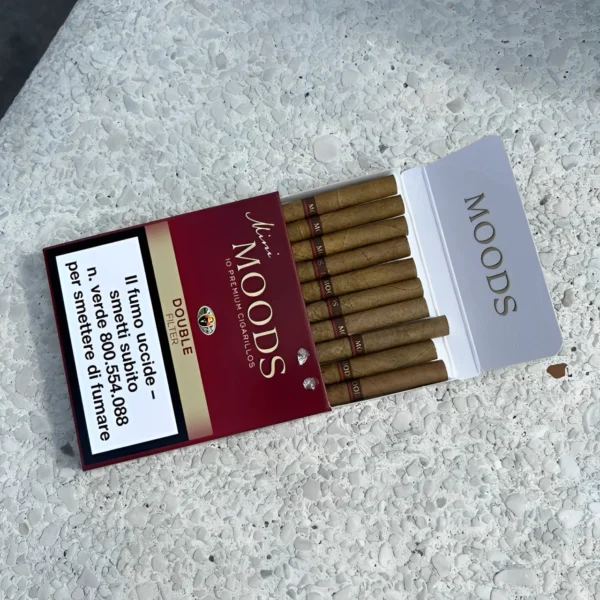 Mini
MOODS
10 PREMIUM CIGARILLOS
DOUBLE
FILTER
Il fumo uccide –
smetti subito
n. verde 800.554.088
per smettere di fumare
MOODS